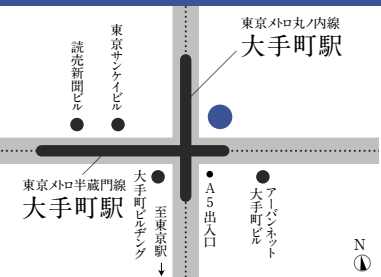 東京メトロ丸ノ内線
大手町駅
東京サンケイビル
読売新聞ビル
東京メトロ半蔵門線
大手町駅
大手町ビルヂング
至東京駅
A5出入口
アーバンネット
大手町ビル
N